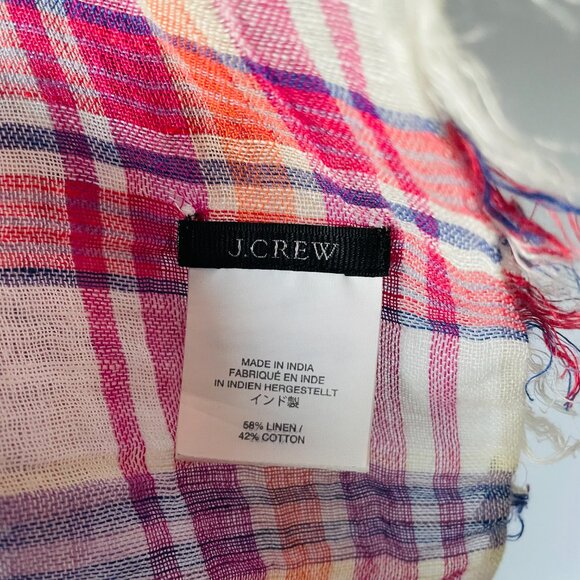 J.CREW
MADE IN INDIA
FABRIQUÉ EN INDE
IN INDIEN HERGESTELLT
インド製
58% LINEN /
42% COTTON